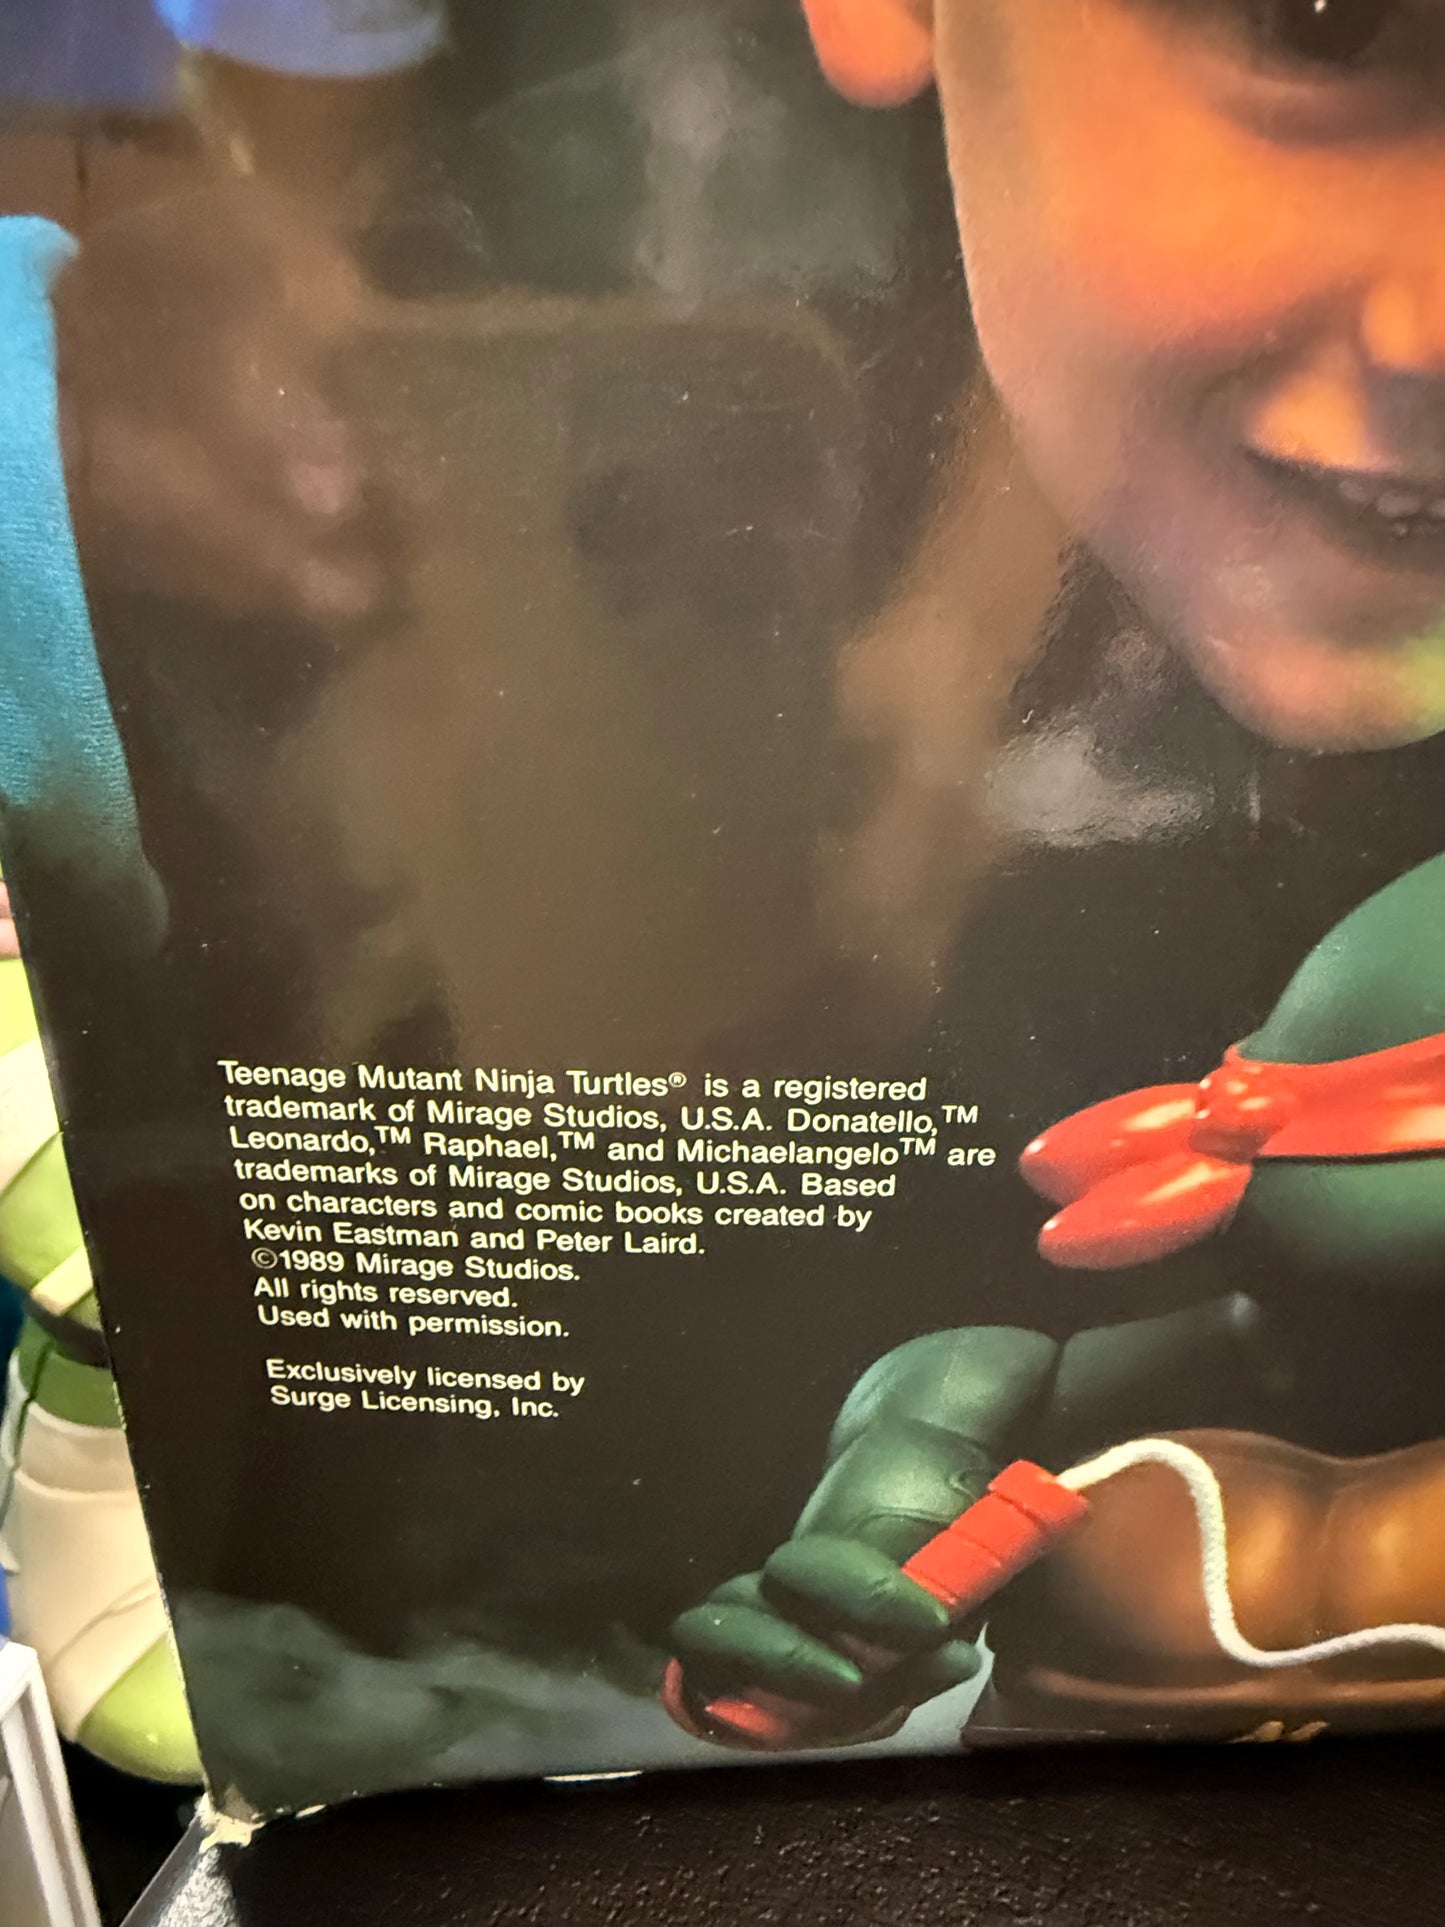 Teenage Mutant Ninja Turtles® is a registered
trademark of Mirage Studios, U.S.A. Donatello,™
Leonardo,™ Raphael,™ and Michaelangelo™ are
trademarks of Mirage Studios, U.S.A. Based
on characters and comic books created by
Kevin Eastman and Peter Laird.
©1989 Mirage Studios.
All rights reserved.
Used with permission.
Exclusively licensed by
Surge Licensing, Inc.